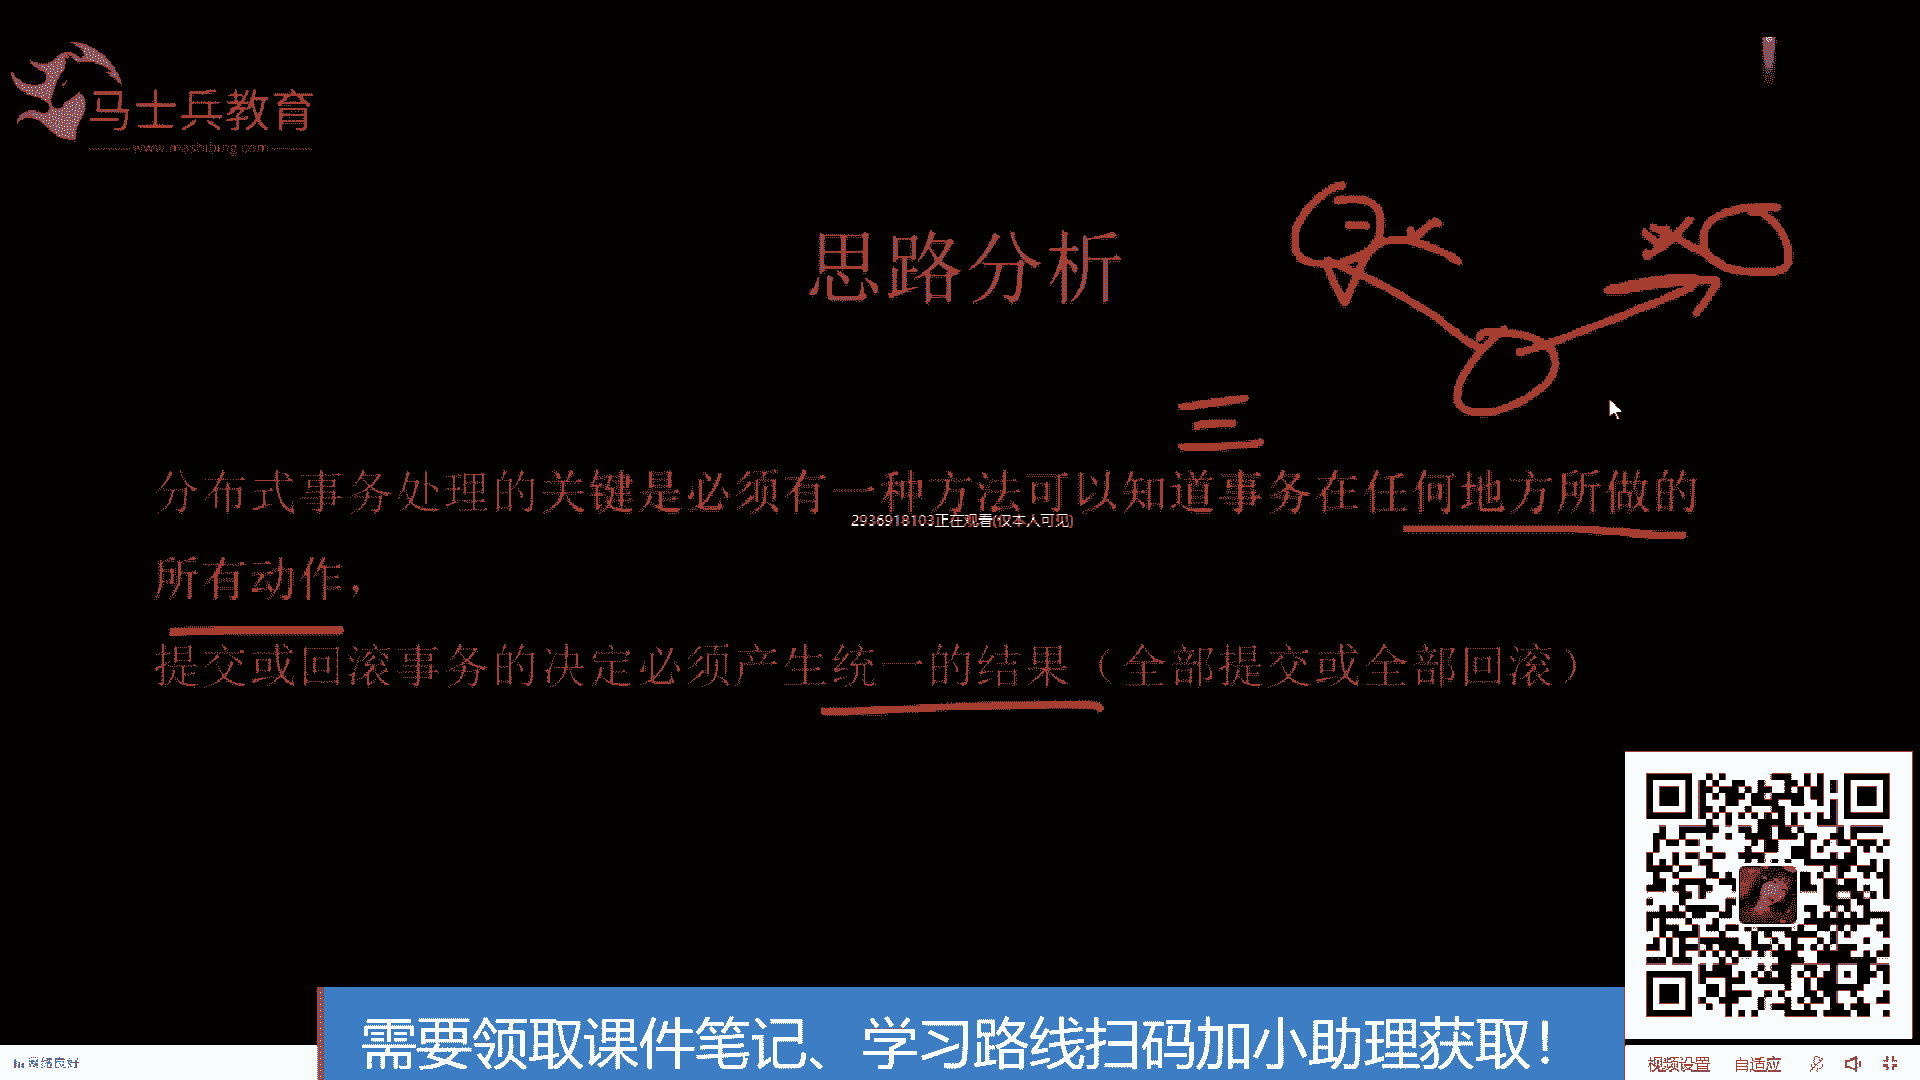 马士兵教育
www.mashibing.com
思路分析
三
分布式事务处理的关键是必须有一种方法可以知道事务在任何地方所做的
2936918103正在观看(仅本人可见)
所有动作，
提交或回滚事务的决定必须产生统一的结果（全部提交或全部回滚）
需要领取课件笔记、学习路线扫码加小助理获取！
网络良好
视频设置 自适应